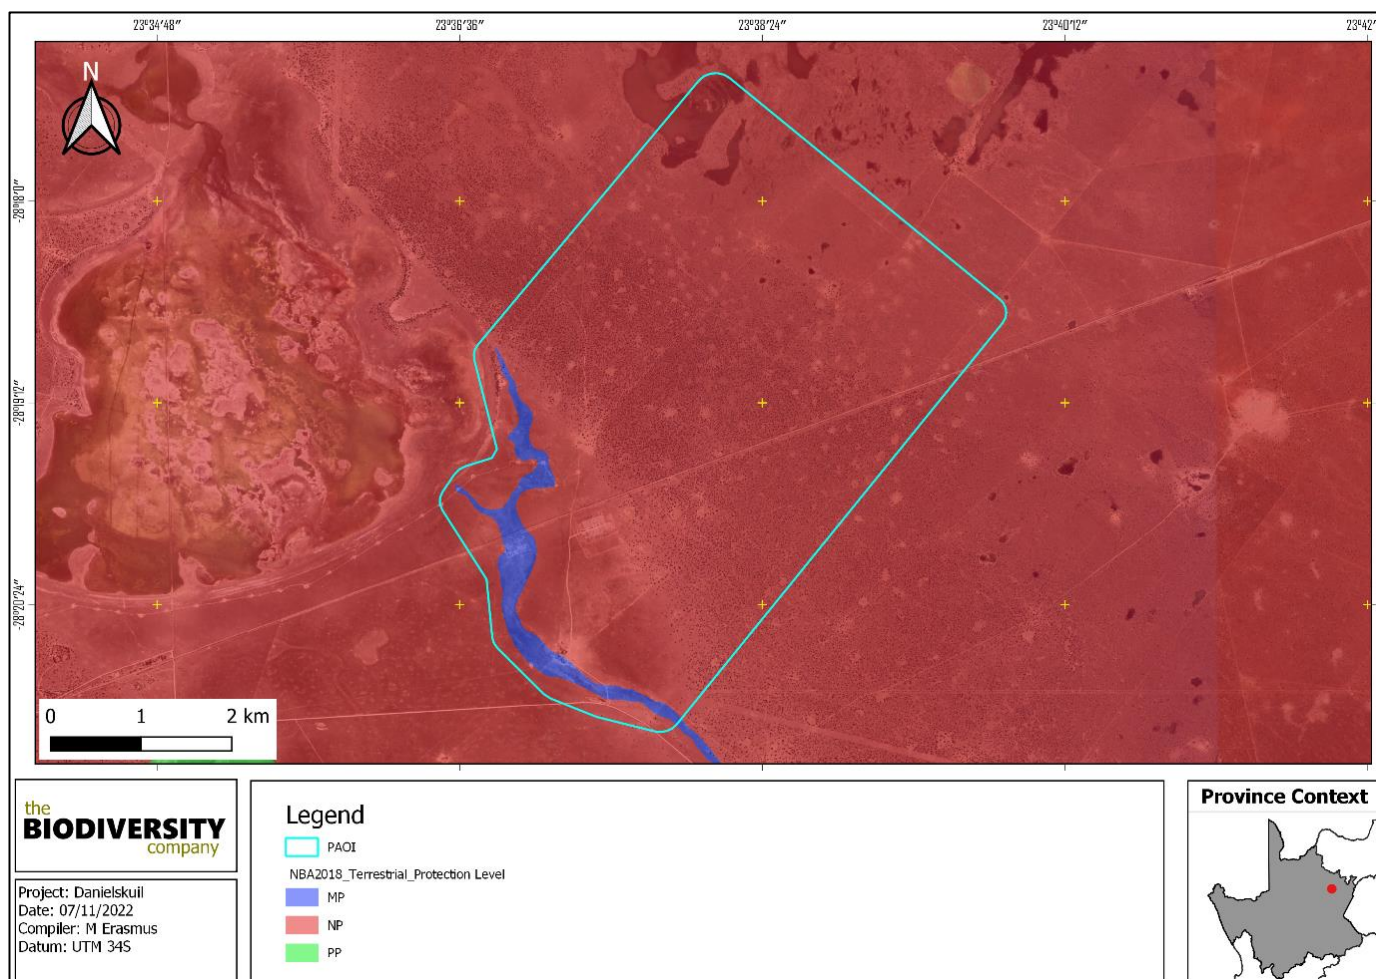 23°34'48" 23°36'36" 23°38'24" 23°40'12" 23°42'
N
-28°18'0"
-28°19'12"
-28°20'24"
0 1 2 km
the
BIODIVERSITY
company
Project: Danielskuil
Date: 07/11/2022
Compiler: M Erasmus
Datum: UTM 34S
Legend
PAOI
NBA2018_Terrestrial_Protection Level
MP
NP
PP
Province Context